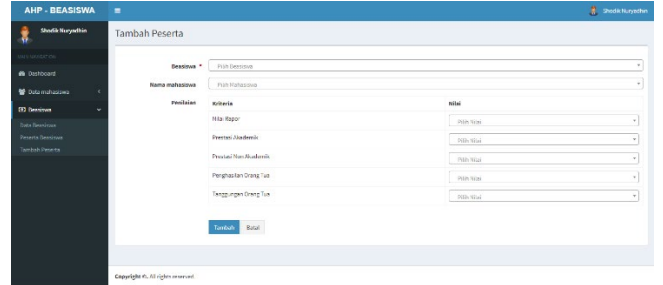 AHP - BEASISWA
Shodik Nuryadhin
Shodik Nuryadhin
MAIN NAVIGATION
Dashboard
Data mahasiswa
Beasiswa
Data Beasiswa
Peserta Beasiswa
Tambah Peserta
Tambah Peserta
Beasiswa *
Pilih Beasiswa
Nama mahasiswa
Pilih Mahasiswa
Penilaian
Kriteria
Nilai
Nilai Rapor
Pilih Nilai
Prestasi Akademik
Pilih Nilai
Prestasi Non Akademik
Pilih Nilai
Penghasilan Orang Tua
Pilih Nilai
Tanggungan Orang Tua
Pilih Nilai
Tambah
Batal
Copyright ©. All rights reserved